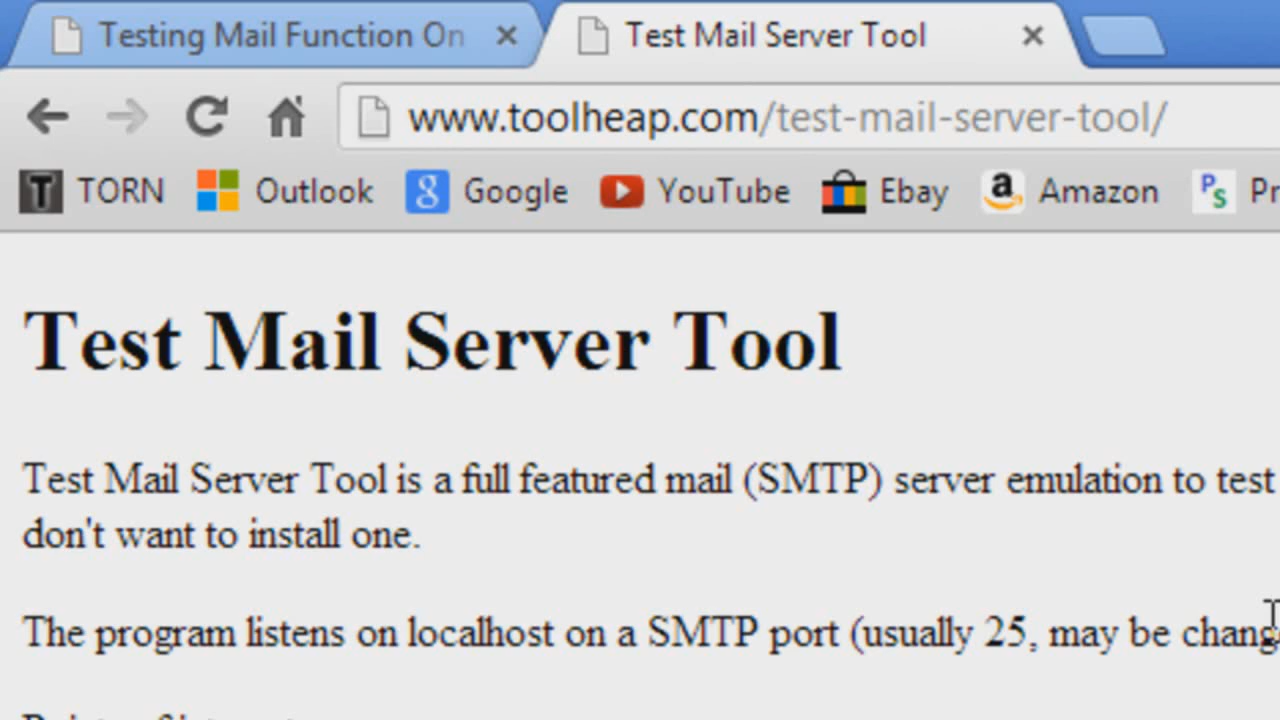 Testing Mail Function On
Test Mail Server Tool
www.toolheap.com/test-mail-server-tool/
TORN Outlook Google YouTube Ebay Amazon
Test Mail Server Tool
Test Mail Server Tool is a full featured mail (SMTP) server emulation to test
don't want to install one.
The program listens on localhost on a SMTP port (usually 25, may be chang